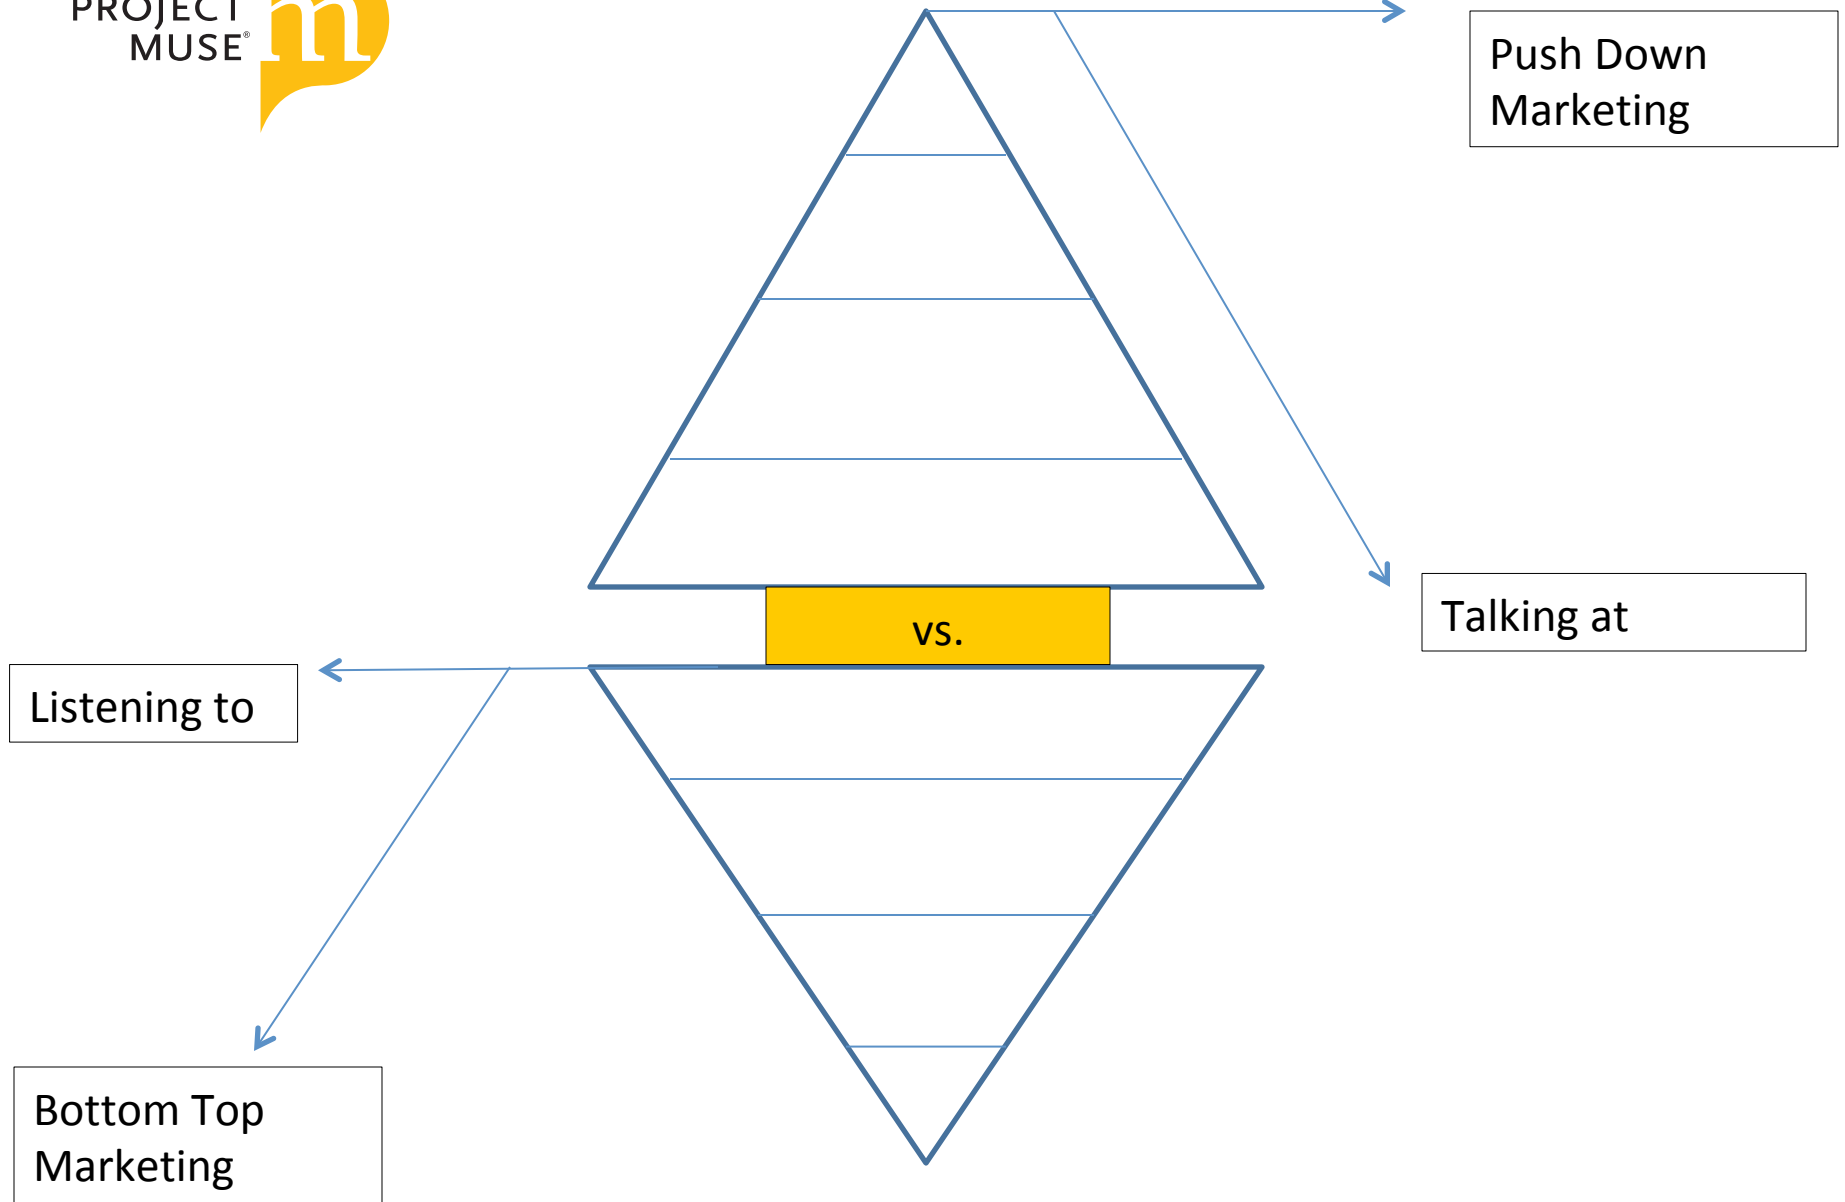 PROJECT
MUSE®
m
Push Down
Marketing
vs.
Talking at
Listening to
Bottom Top
Marketing